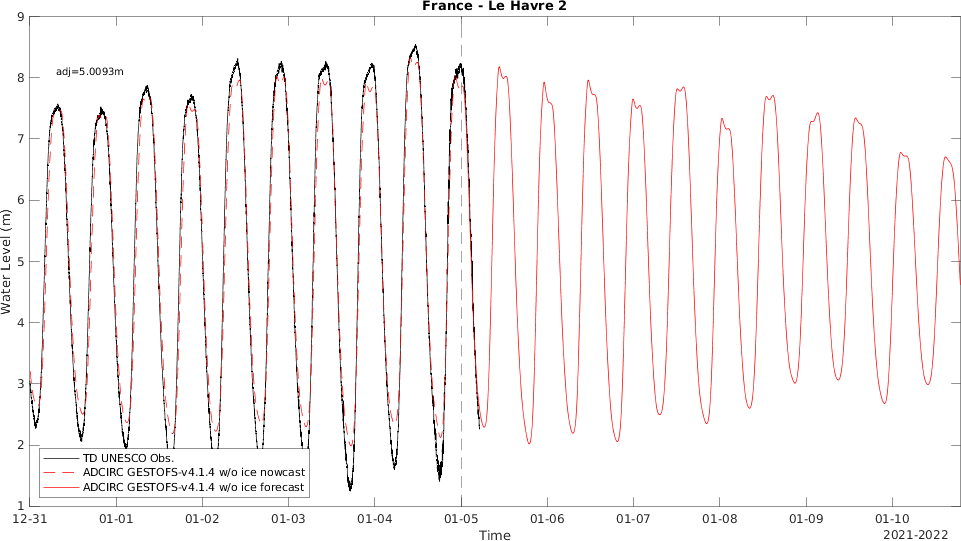 France - Le Havre 2
9
8
7
6
5
4
3
2
1
Water Level (m)
adj=5.0093m
TD UNESCO Obs.
ADCIRC GESTOFS-v4.1.4 w/o ice nowcast
ADCIRC GESTOFS-v4.1.4 w/o ice forecast
12-31 01-01 01-02 01-03 01-04 01-05 01-06 01-07 01-08 01-09 01-10
Time
2021-2022